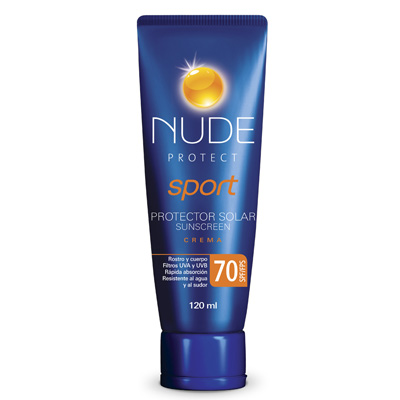 NUDE
PROTECT
sport
PROTECTOR SOLAR
SUNSCREEN
CREMA
Rostro y cuerpo
Filtros UVA y UVB
Rápida absorción
Resistente al agua
y al sudor
70 SPF/FPS
120 ml